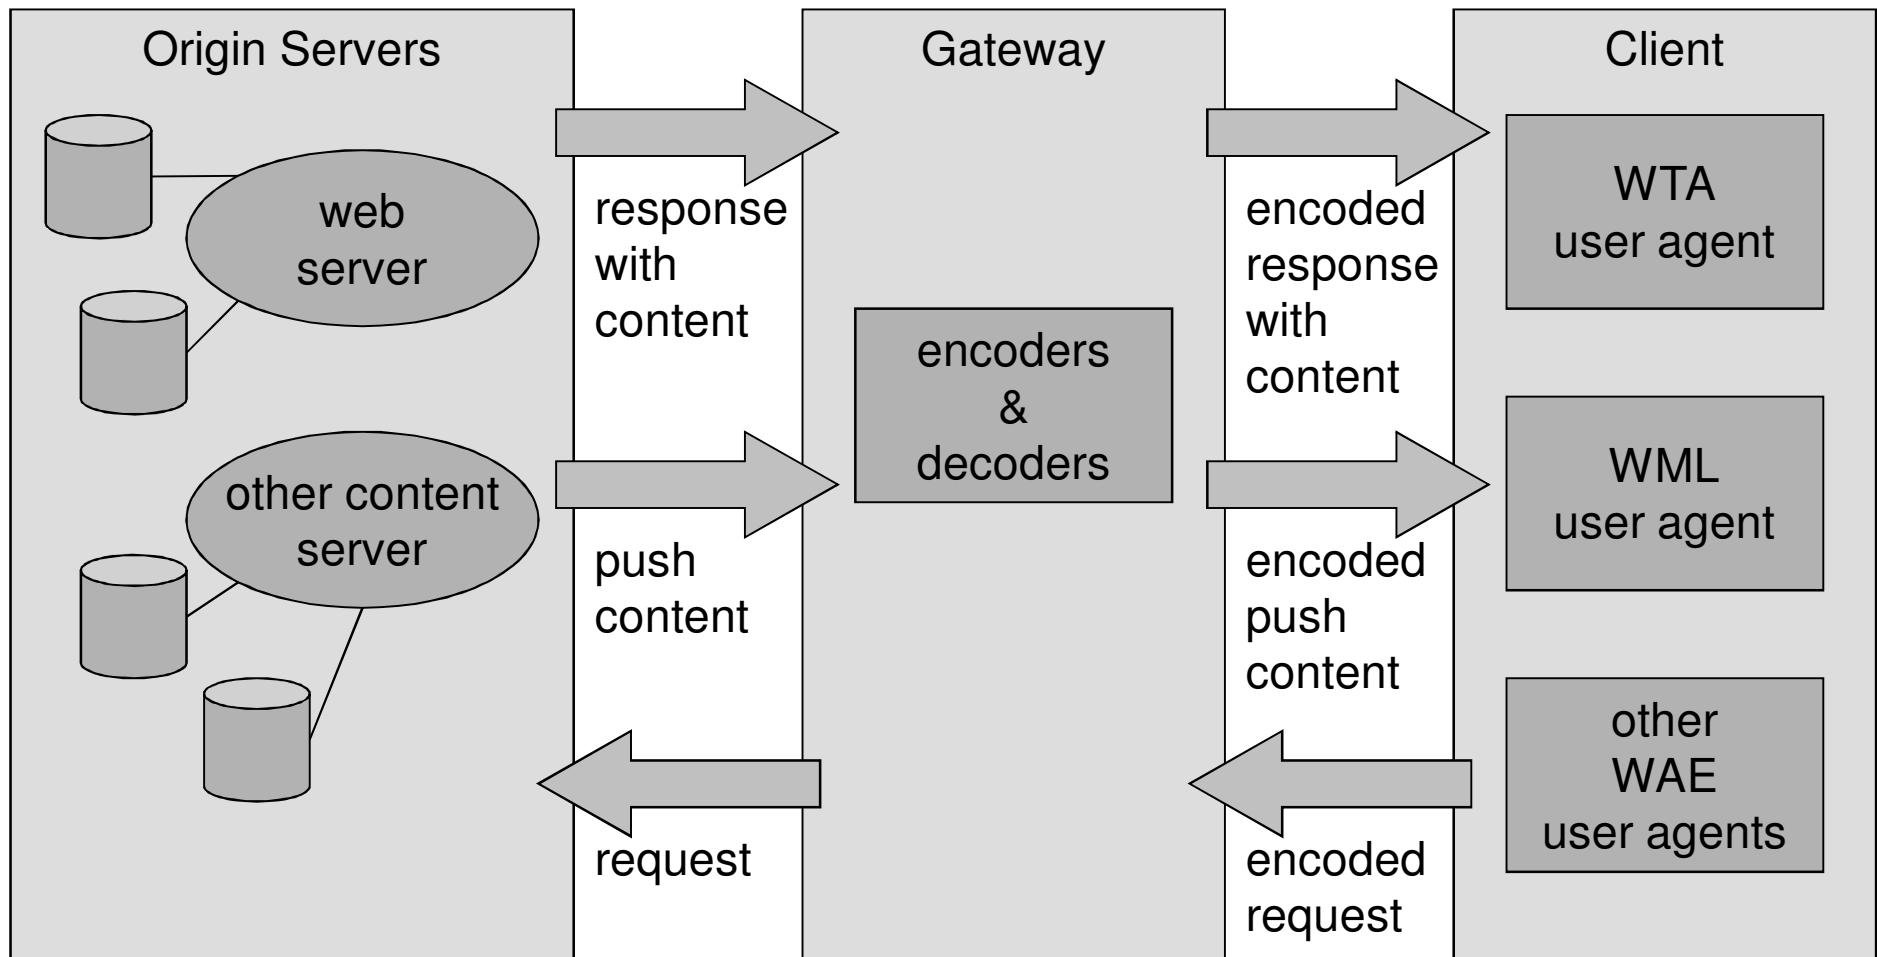 Origin Servers
web
server
other content
server
response
with
content
push
content
request
Gateway
encoders
&
decoders
encoded
response
with
content
encoded
push
content
encoded
request
Client
WTA
user agent
WML
user agent
other
WAE
user agents